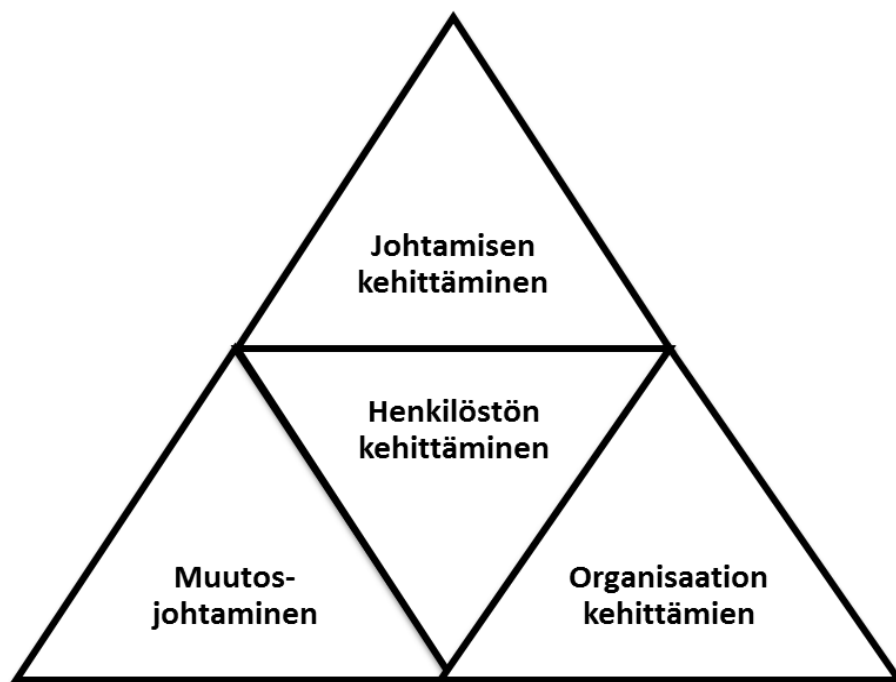 Johtamisen
kehittäminen
Henkilöstön
kehittäminen
Muutos-
johtaminen
Organisaation
kehittämien